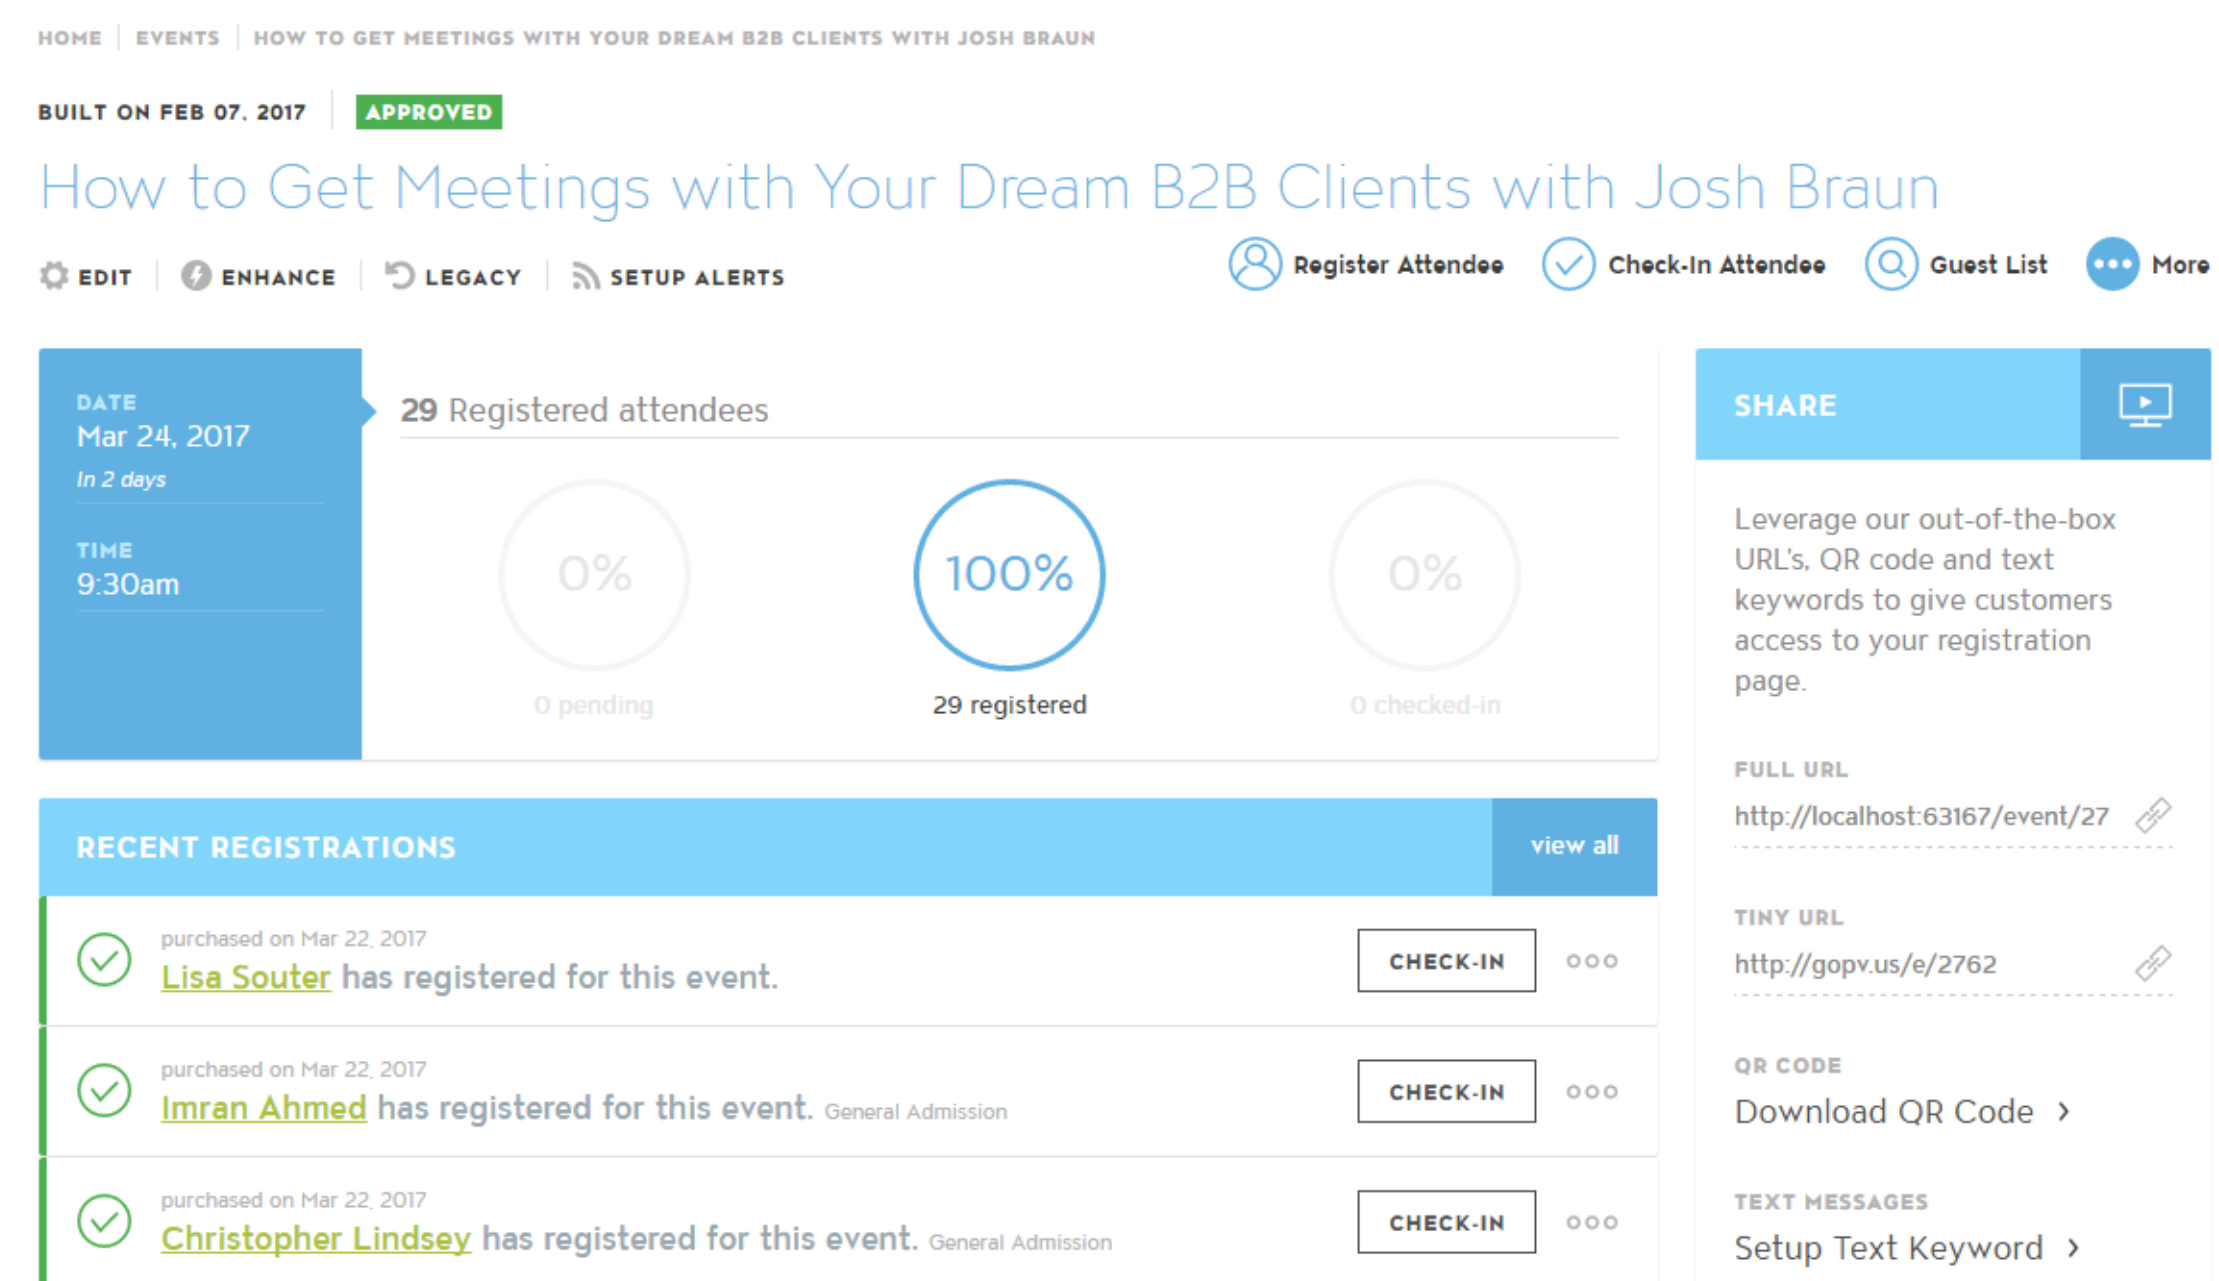 HOME EVENTS HOW TO GET MEETINGS WITH YOUR DREAM B2B CLIENTS WITH JOSH BRAUN
BUILT ON FEB 07, 2017 APPROVED
How to Get Meetings with Your Dream B2B Clients with Josh Braun
EDIT ENHANCE LEGACY SETUP ALERTS
Register Attendee Check-In Attendee Guest List More
DATE
Mar 24, 2017
In 2 days
TIME
9:30am
29 Registered attendees
0% 100% 0%
0 pending 29 registered 0 checked-in
RECENT REGISTRATIONS view all
purchased on Mar 22, 2017
Lisa Souter has registered for this event.
CHECK-IN
purchased on Mar 22, 2017
Imran Ahmed has registered for this event. General Admission
CHECK-IN
purchased on Mar 22, 2017
Christopher Lindsey has registered for this event. General Admission
CHECK-IN
SHARE
Leverage our out-of-the-box
URL's, QR code and text
keywords to give customers
access to your registration
page.
FULL URL
http://localhost:63167/event/27
TINY URL
http://gopv.us/e/2762
QR CODE
Download QR Code >
TEXT MESSAGES
Setup Text Keyword >